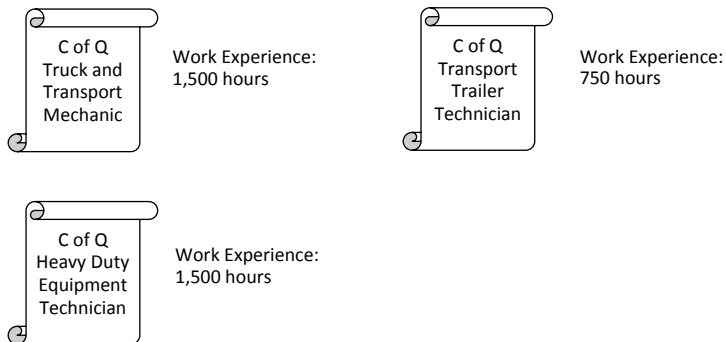 C of Q
Truck and
Transport
Mechanic
Work Experience:
1,500 hours
C of Q
Transport
Trailer
Technician
Work Experience:
750 hours
C of Q
Heavy Duty
Equipment
Technician
Work Experience:
1,500 hours